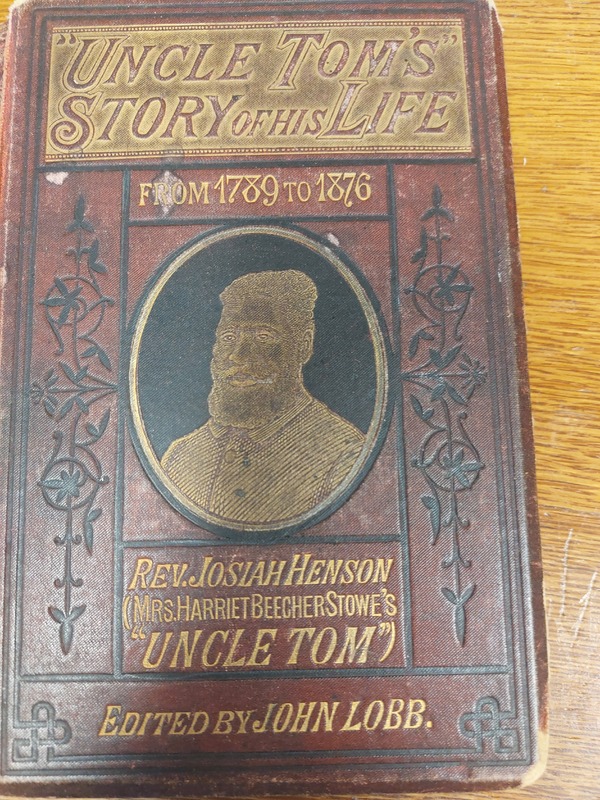 "UNCLE TOM'S"
STORY OF HIS LIFE
FROM 1789 TO 1876
REV. JOSIAH HENSON
(MRS. HARRIET BEECHER STOWE'S
"UNCLE TOM")
EDITED BY JOHN LOBB.